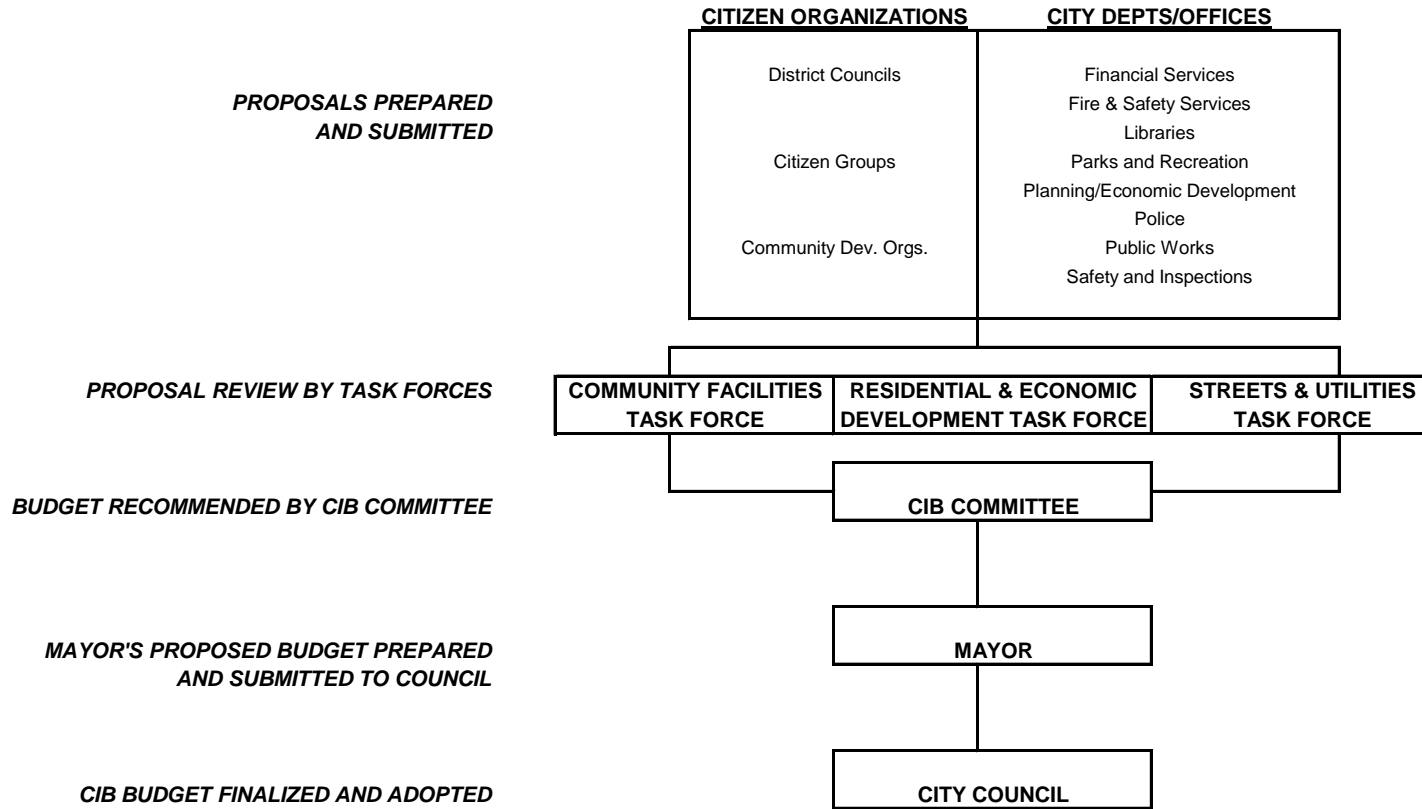 CITIZEN ORGANIZATIONS
CITY DEPTS/OFFICES
PROPOSALS PREPARED
AND SUBMITTED
District Councils
Citizen Groups
Community Dev. Orgs.
Financial Services
Fire & Safety Services
Libraries
Parks and Recreation
Planning/Economic Development
Police
Public Works
Safety and Inspections
PROPOSAL REVIEW BY TASK FORCES
COMMUNITY FACILITIES
TASK FORCE
RESIDENTIAL & ECONOMIC
DEVELOPMENT TASK FORCE
STREETS & UTILITIES
TASK FORCE
BUDGET RECOMMENDED BY CIB COMMITTEE
CIB COMMITTEE
MAYOR'S PROPOSED BUDGET PREPARED
AND SUBMITTED TO COUNCIL
MAYOR
CIB BUDGET FINALIZED AND ADOPTED
CITY COUNCIL